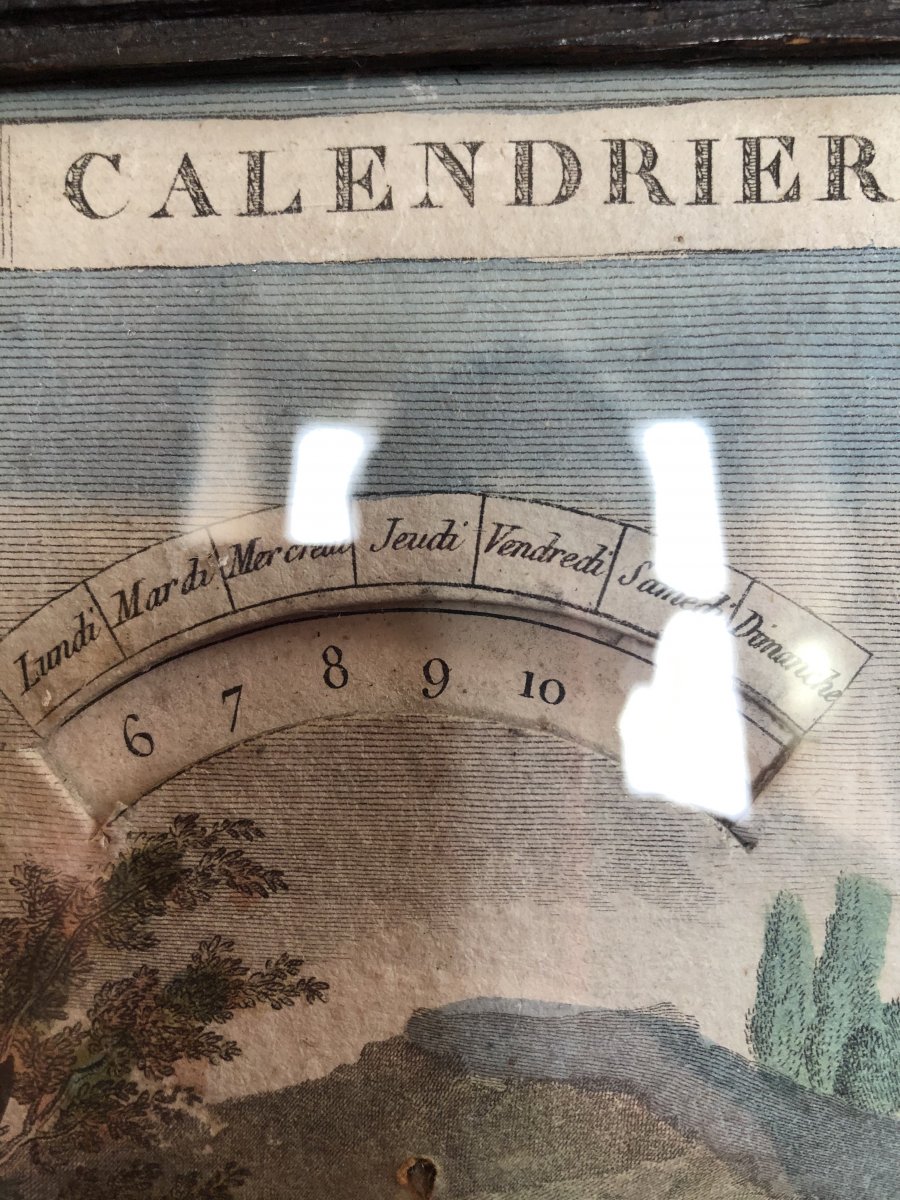 CALENDRIER
Lundi Mardi Mercredi Jeudi Vendredi Samedi Dimanche
6 7 8 9 10